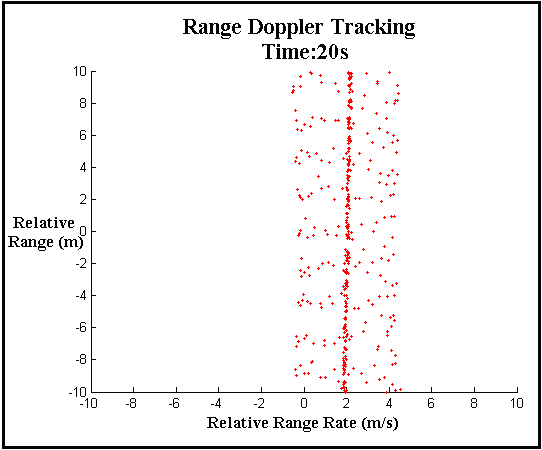 Range Doppler Tracking
Time:20s
10
8
6
4
2
0
-2
-4
-6
-8
-10
Relative
Range (m)
-10 -8 -6 -4 -2 0 2 4 6 8 10
Relative Range Rate (m/s)